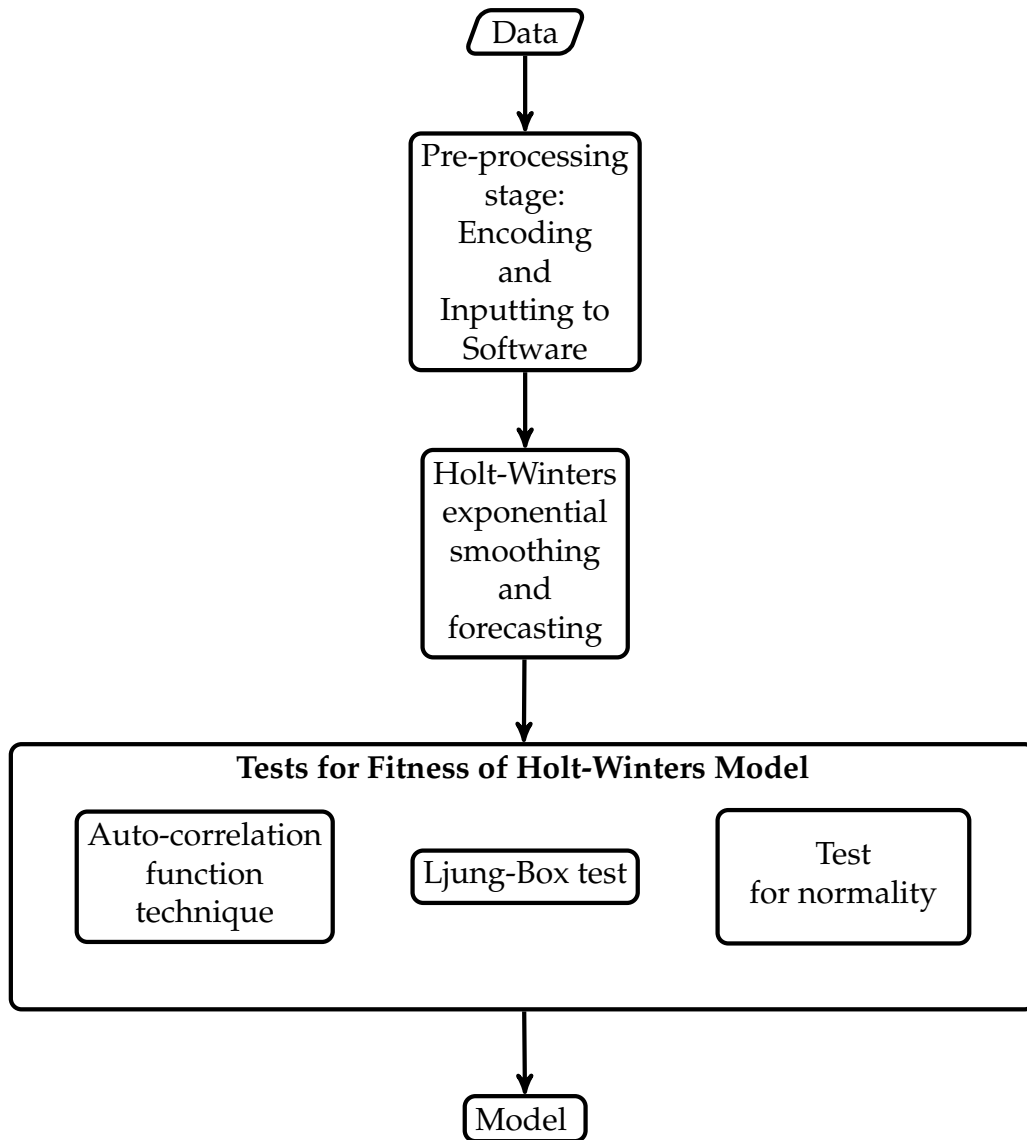 Data
Pre-processing
stage:
Encoding
and
Inputting to
Software
Holt-Winters
exponential
smoothing
and
forecasting
Tests for Fitness of Holt-Winters Model
Auto-correlation
function
technique
Ljung-Box test
Test
for normality
Model